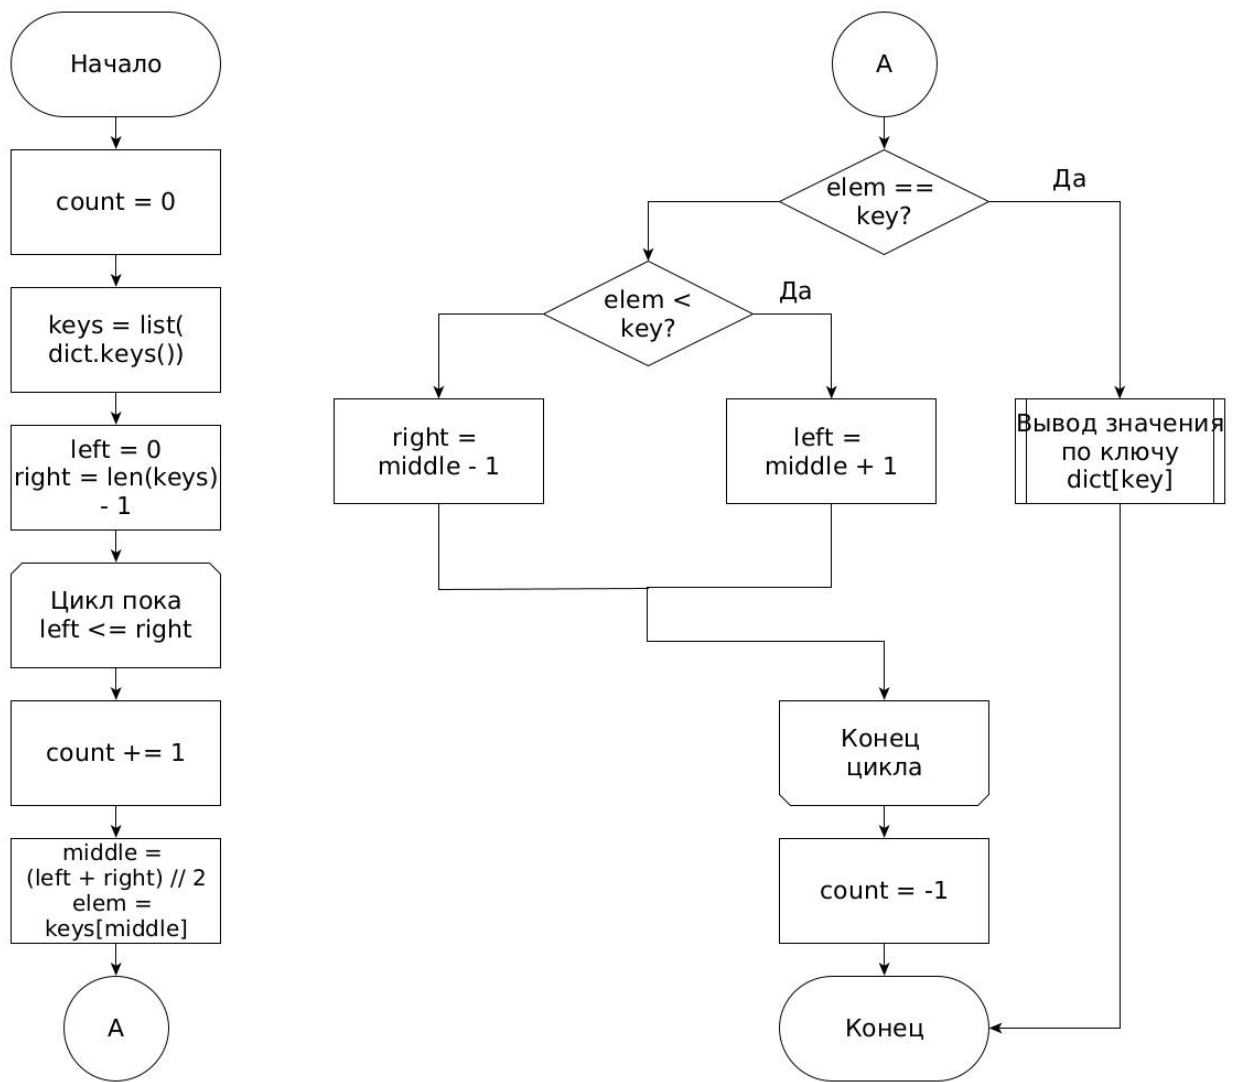 Начало
count = 0
keys = list(
dict.keys())
left = 0
right = len(keys)
- 1
Цикл пока
left <= right
count += 1
middle =
(left + right) // 2
elem =
keys[middle]
A
A
elem ==
key?
Да
elem <
key?
Да
right =
middle - 1
left =
middle + 1
Вывод значения
по ключу
dict[key]
Конец
цикла
count = -1
Конец